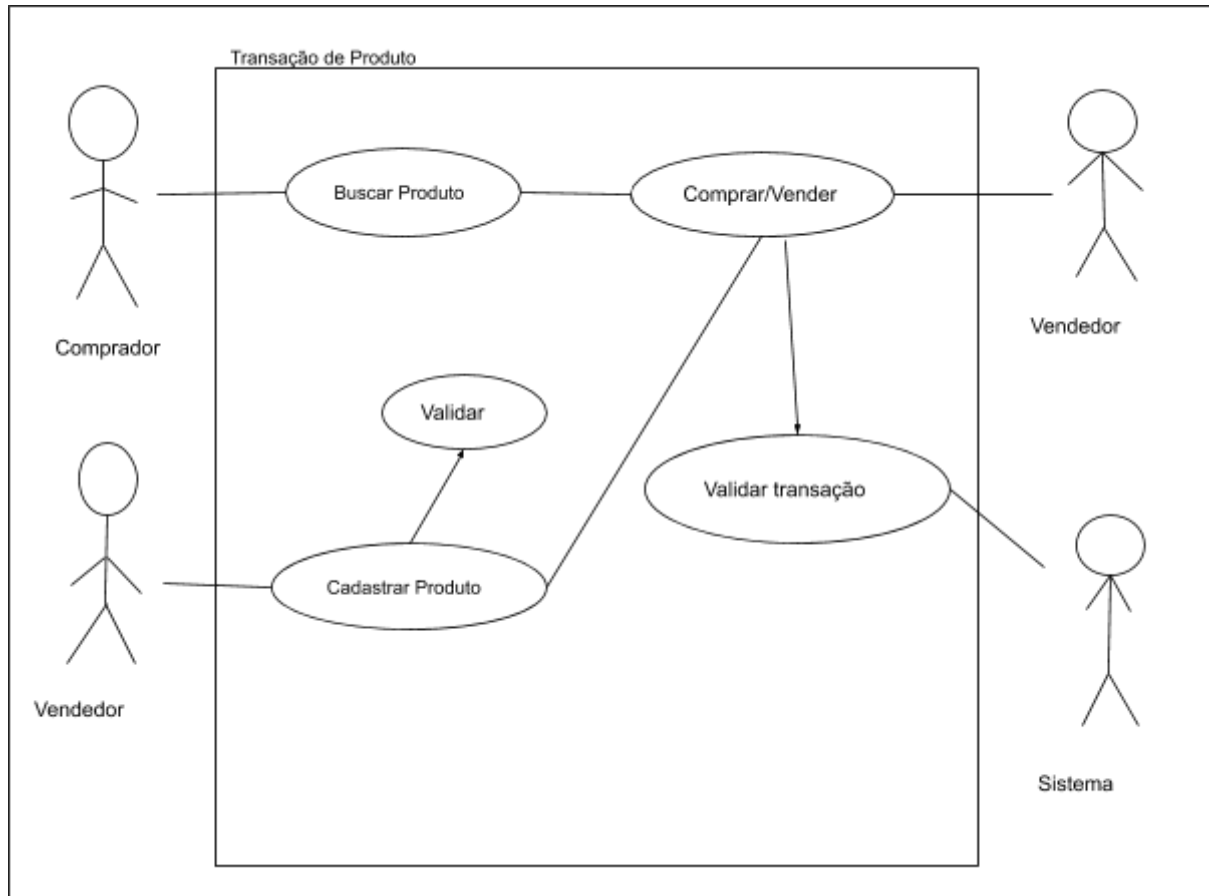 Transação de Produto
Buscar Produto
Comprar/Vender
Vendedor
Comprador
Validar
Validar transação
Cadastrar Produto
Vendedor
Sistema